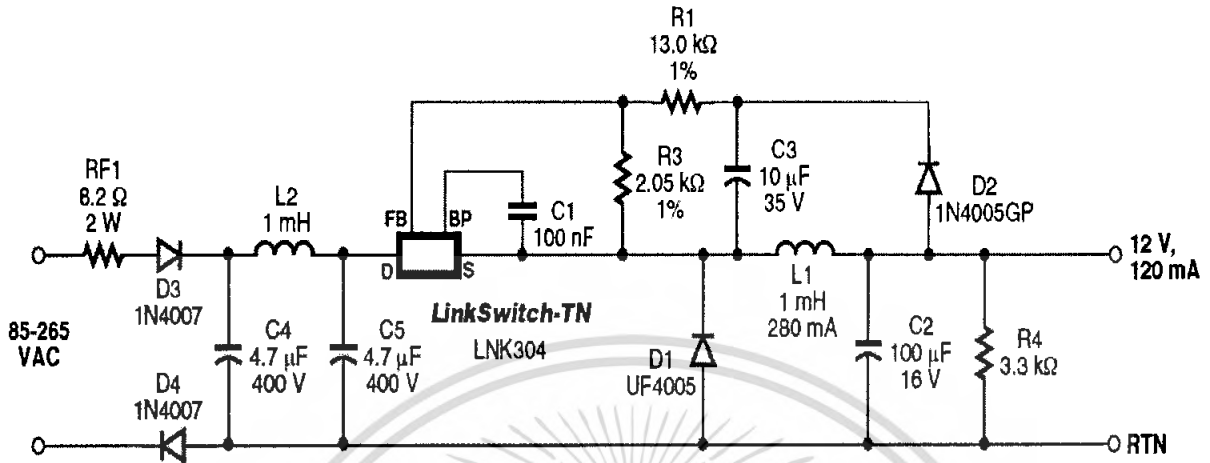 R1
13.0 kΩ
1%
RF1
8.2 Ω
2 W
L2
1 mH
FB
BP
D
S
C1
100 nF
R3
2.05 kΩ
1%
C3
10 µF
35 V
D2
1N4005GP
12 V,
120 mA
D3
1N4007
85-265
VAC
C4
4.7 µF
400 V
C5
4.7 µF
400 V
LinkSwitch-TN
LNK304
D1
UF4005
L1
1 mH
280 mA
C2
100 µF
16 V
R4
3.3 kΩ
D4
1N4007
RTN